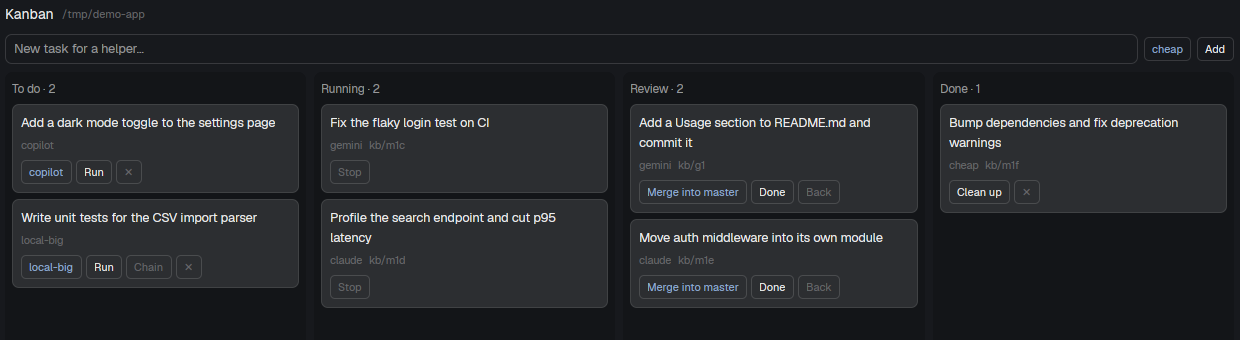 Kanban /tmp/demo-app
New task for a helper...
cheap
Add
To do · 2
Add a dark mode toggle to the settings page
copilot
copilot Run ×
Write unit tests for the CSV import parser
local-big
local-big Run Chain ×
Running · 2
Fix the flaky login test on CI
gemini kb/m1c
Stop
Profile the search endpoint and cut p95
latency
claude kb/m1d
Stop
Review · 2
Add a Usage section to README.md and
commit it
gemini kb/g1
Merge into master Done Back
Move auth middleware into its own module
claude kb/m1e
Merge into master Done Back
Done · 1
Bump dependencies and fix deprecation
warnings
cheap kb/m1f
Clean up ×